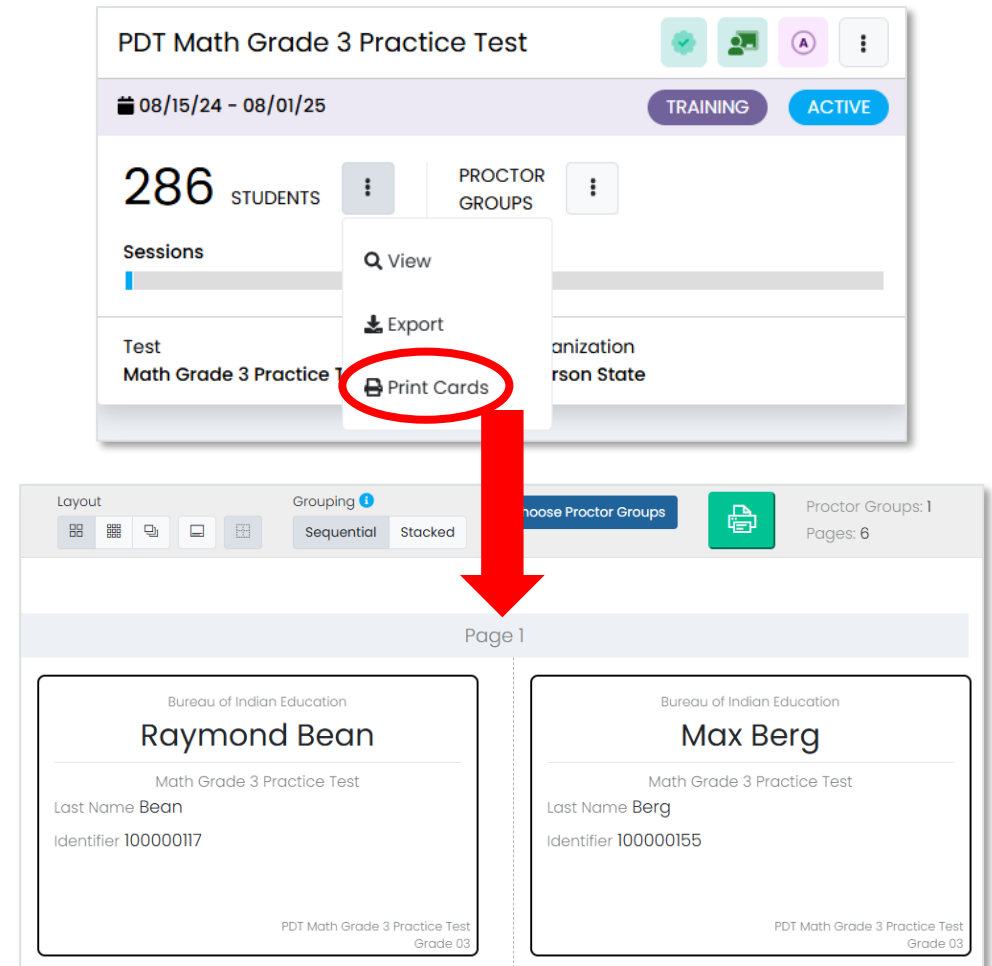 PDT Math Grade 3 Practice Test
A
08/15/24 - 08/01/25
TRAINING
ACTIVE
286 STUDENTS
PROCTOR
GROUPS
Sessions
View
Export
Print Cards
Test
Math Grade 3 Practice
Layout
Grouping
Sequential
Stacked
Proctor Groups
Proctor Groups: 1
Pages: 6
Page 1
Bureau of Indian Education
Raymond Bean
Math Grade 3 Practice Test
Last Name Bean
Identifier 100000117
PDT Math Grade 3 Practice Test
Grade 03
Bureau of Indian Education
Max Berg
Math Grade 3 Practice Test
Last Name Berg
Identifier 100000155
PDT Math Grade 3 Practice Test
Grade 03